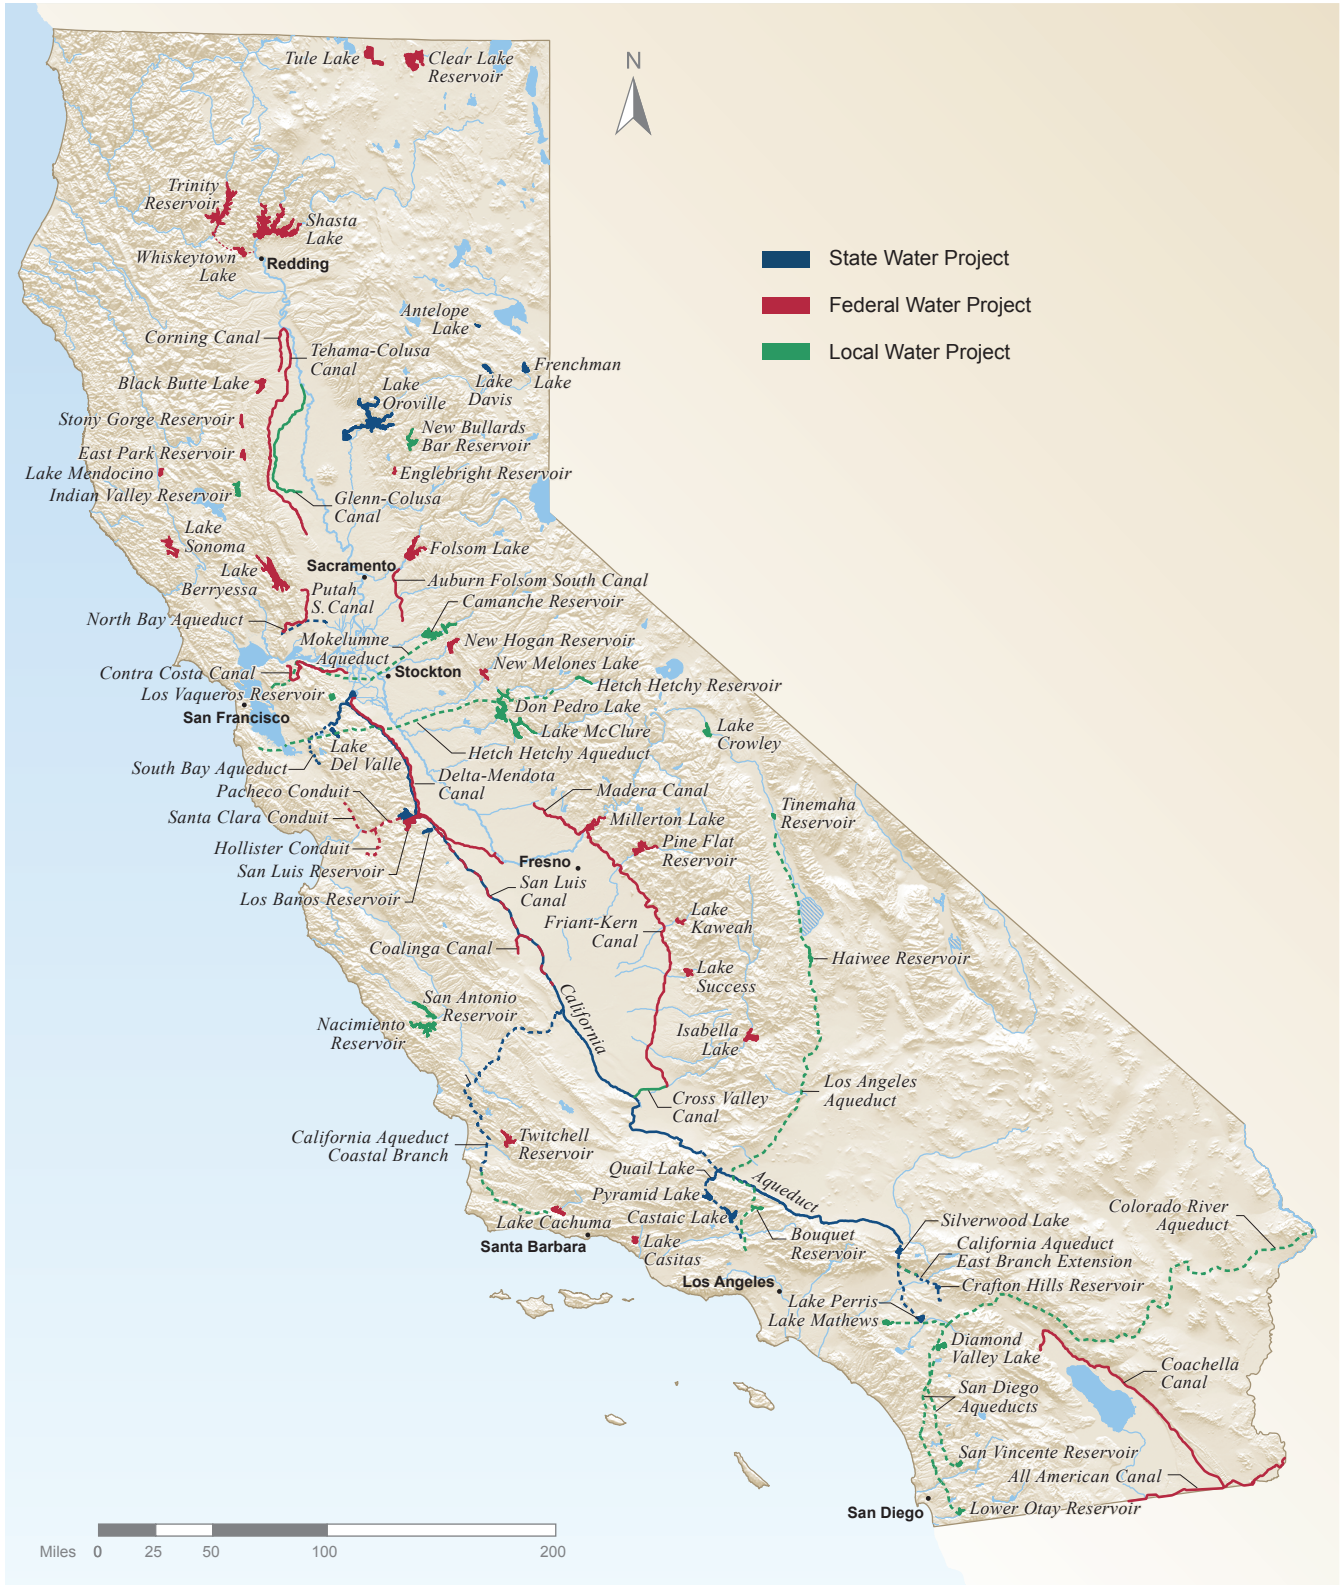 Tule Lake
Clear Lake
Reservoir
N
Trinity
Reservoir
Shasta
Lake
Whiskeytown
Lake
Redding
State Water Project
Federal Water Project
Local Water Project
Antelope
Lake
Corning Canal
Tehama-Colusa
Canal
Black Butte Lake
Lake
Oroville
Lake
Davis
Frenchman
Lake
Stony Gorge Reservoir
New Bullards
Bar Reservoir
East Park Reservoir
Lake Mendocino
Englebright Reservoir
Indian Valley Reservoir
Glenn-Colusa
Canal
Lake
Sonoma
Folsom Lake
Sacramento
Lake
Berryessa
Auburn Folsom South Canal
Putah
S. Canal
Camanche Reservoir
North Bay Aqueduct
Mokelumne
Aqueduct
New Hogan Reservoir
New Melones Lake
Contra Costa Canal
Stockton
Hetch Hetchy Reservoir
Los Vaqueros Reservoir
Don Pedro Lake
San Francisco
Lake McClure
Lake
Crowley
Lake
Del Valle
Hetch Hetchy Aqueduct
South Bay Aqueduct
Delta-Mendota
Canal
Pacheco Conduit
Madera Canal
Tinemaha
Reservoir
Santa Clara Conduit
Millerton Lake
Hollister Conduit
Pine Flat
Reservoir
San Luis Reservoir
Fresno
Los Banos Reservoir
San Luis
Canal
Lake
Kaweah
Friant-Kern
Canal
Coalinga Canal
Haiwee Reservoir
Lake
Success
San Antonio
Reservoir
California
Nacimiento
Reservoir
Isabella
Lake
Los Angeles
Aqueduct
Cross Valley
Canal
California Aqueduct
Coastal Branch
Twitchell
Reservoir
Quail Lake
Aqueduct
Pyramid Lake
Castaic Lake
Lake Cachuma
Bouquet
Reservoir
Silverwood Lake
Colorado River
Aqueduct
Santa Barbara
Lake
Casitas
California Aqueduct
East Branch Extension
Los Angeles
Crafton Hills Reservoir
Lake Perris
Lake Mathews
Diamond
Valley Lake
Coachella
Canal
San Diego
Aqueducts
San Vincente Reservoir
All American Canal
San Diego
Lower Otay Reservoir
Miles 0 25 50 100 200